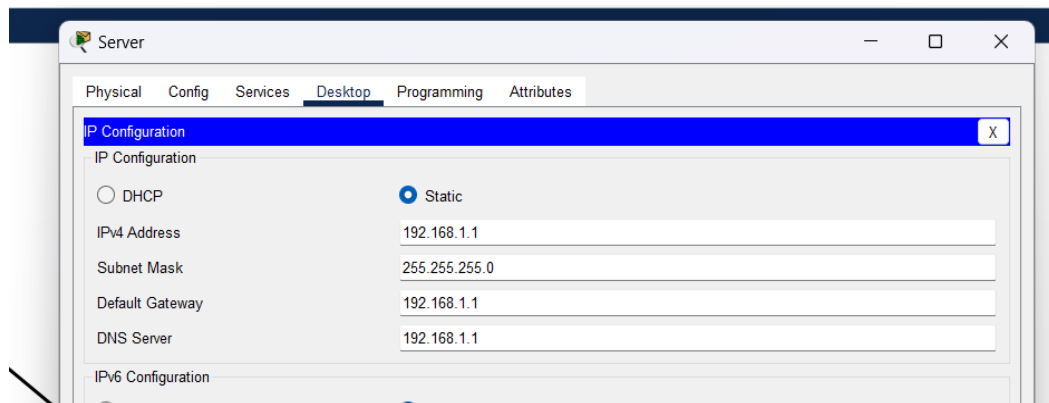 Server
Physical Config Services Desktop Programming Attributes
IP Configuration X
IP Configuration
DHCP Static
IPv4 Address 192.168.1.1
Subnet Mask 255.255.255.0
Default Gateway 192.168.1.1
DNS Server 192.168.1.1
IPv6 Configuration